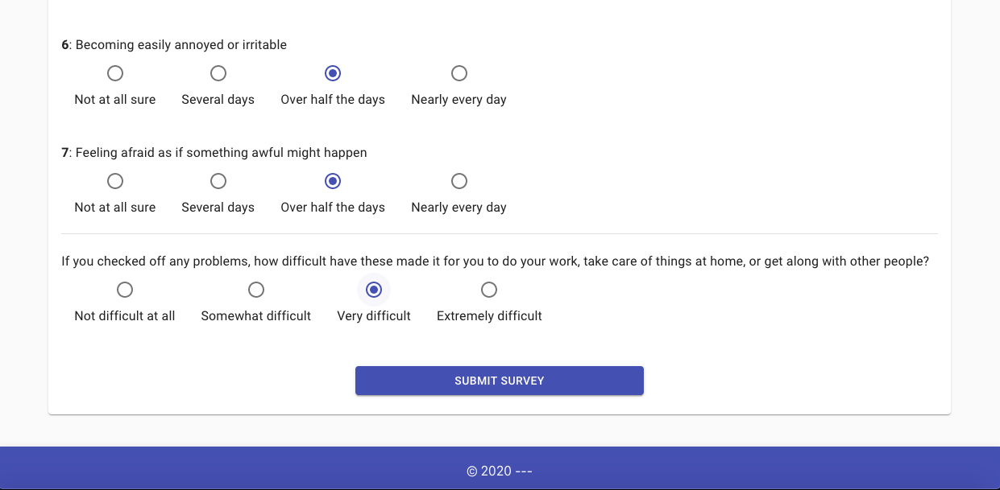 6: Becoming easily annoyed or irritable
Not at all sure Several days Over half the days Nearly every day
7: Feeling afraid as if something awful might happen
Not at all sure Several days Over half the days Nearly every day
If you checked off any problems, how difficult have these made it for you to do your work, take care of things at home, or get along with other people?
Not difficult at all Somewhat difficult Very difficult Extremely difficult
SUBMIT SURVEY
© 2020 ---